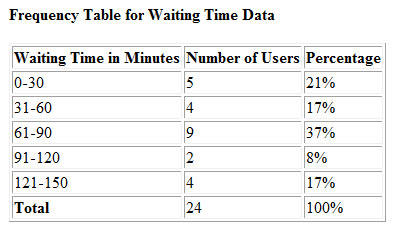 Frequency Table for Waiting Time Data
Waiting Time in Minutes Number of Users Percentage
0-30 5 21%
31-60 4 17%
61-90 9 37%
91-120 2 8%
121-150 4 17%
Total 24 100%